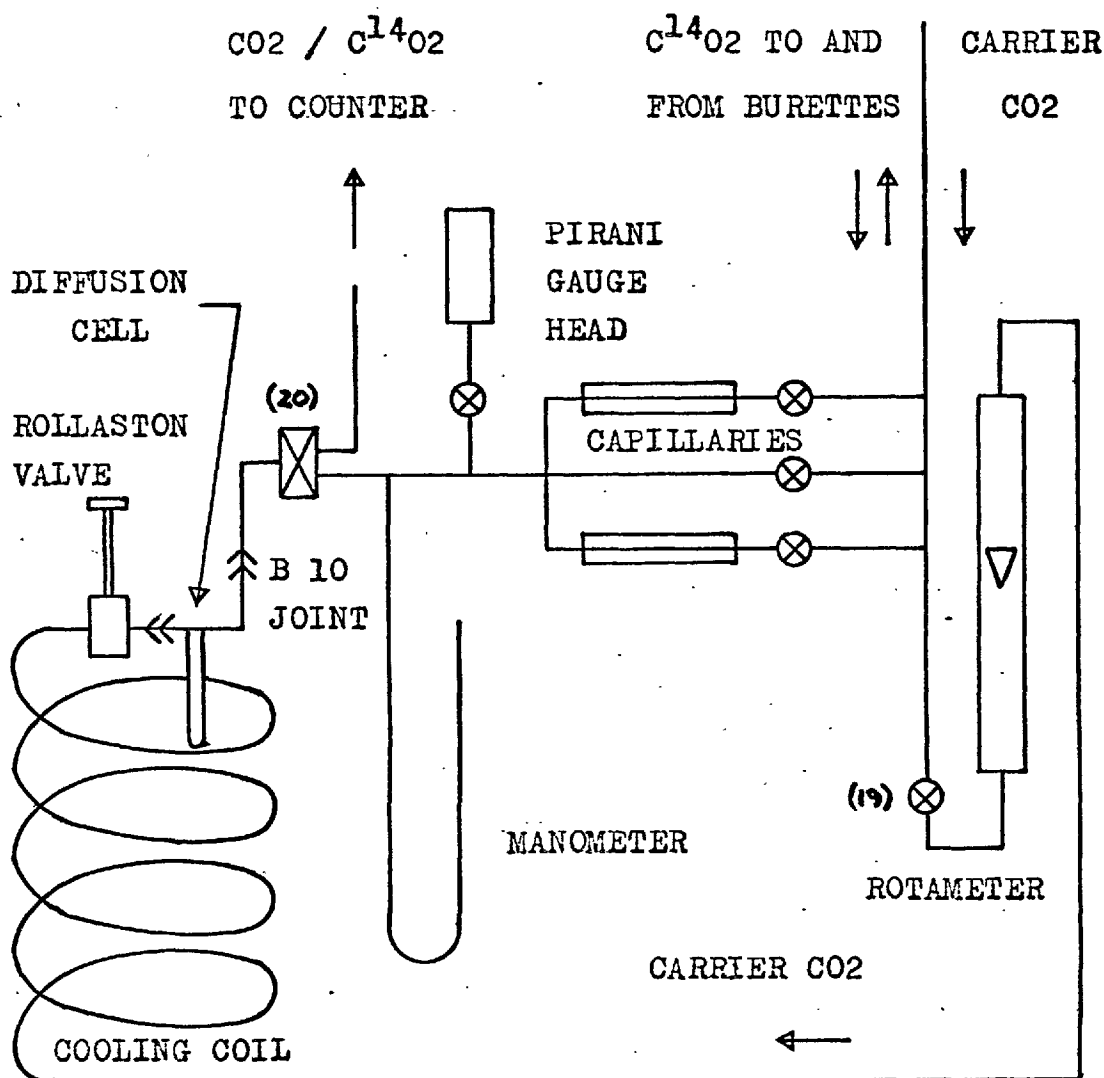 CO2 / C¹⁴O2
TO COUNTER
C¹⁴O2 TO AND
FROM BURETTES
CARRIER
CO2
PIRANI
GAUGE
HEAD
DIFFUSION
CELL
(20)
ROLLASTON
VALVE
CAPILLARIES
B 10
JOINT
(19)
MANOMETER
ROTAMETER
CARRIER CO2
COOLING COIL